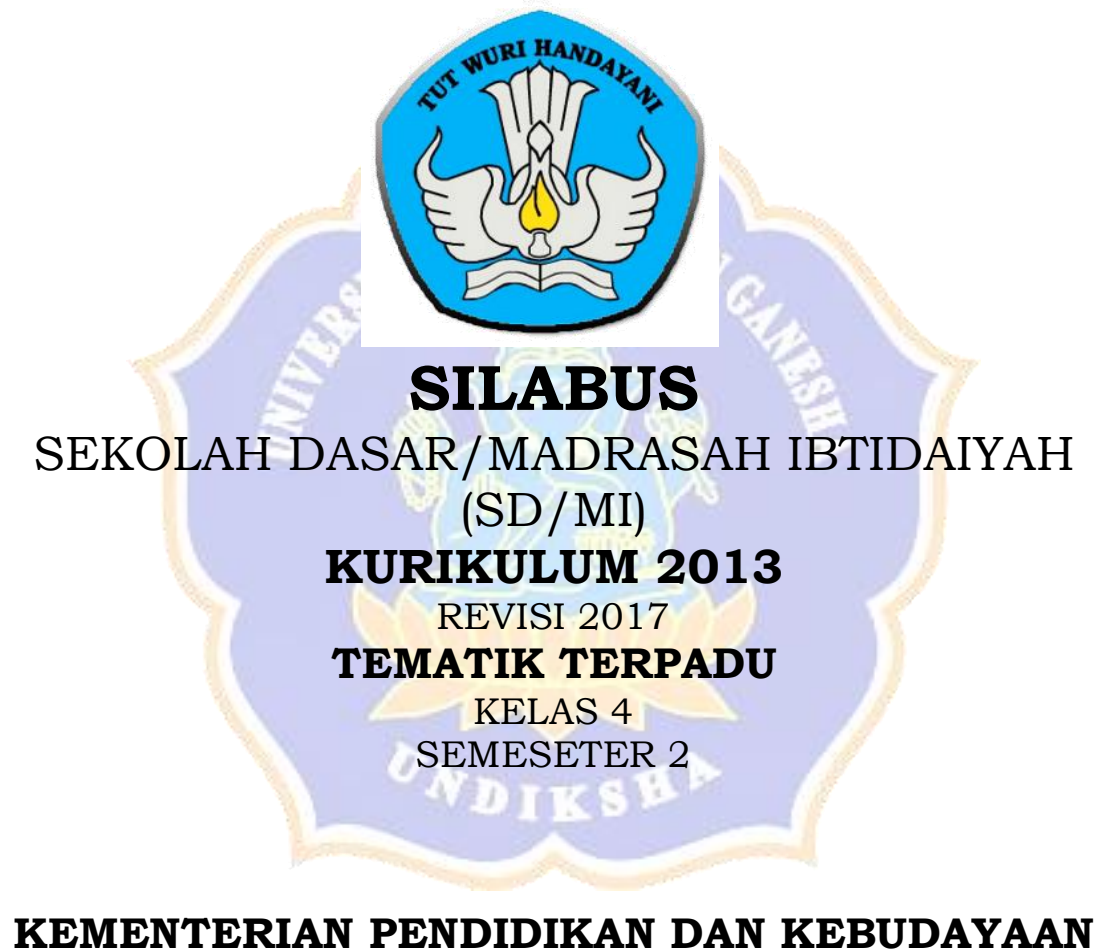 TUT WURI HANDAYANI
SILABUS
SEKOLAH DASAR/MADRASAH IBTIDAIYAH
(SD/MI)
KURIKULUM 2013
REVISI 2017
TEMATIK TERPADU
KELAS 4
SEMESETER 2
UNDIKSHA
KEMENTERIAN PENDIDIKAN DAN KEBUDAYAAN